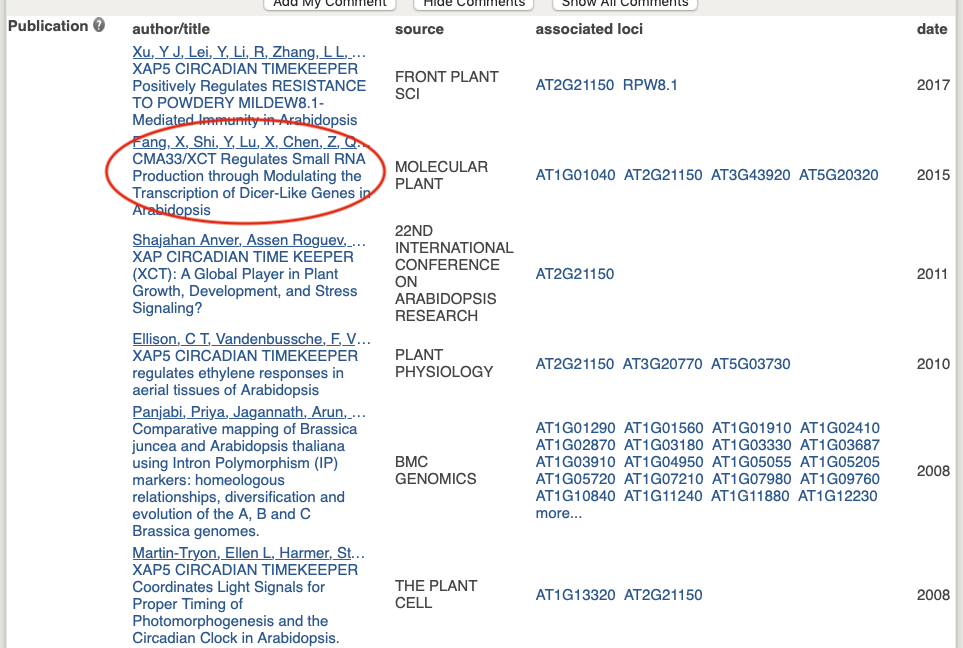 Add My Comment Hide Comments Show All Comments
Publication ? author/title source associated loci date
Xu, Y J, Lei, Y, Li, R, Zhang, L L, ...
XAP5 CIRCADIAN TIMEKEEPER
Positively Regulates RESISTANCE
TO POWDERY MILDEW8.1-
Mediated Immunity in Arabidopsis
FRONT PLANT
SCI
AT2G21150 RPW8.1
2017
Fang, X, Shi, Y, Lu, X, Chen, Z, Q...
CMA33/XCT Regulates Small RNA
Production through Modulating the
Transcription of Dicer-Like Genes in
Arabidopsis
MOLECULAR
PLANT
AT1G01040 AT2G21150 AT3G43920 AT5G20320
2015
Shajahan Anver, Assen Roguev, ...
XAP CIRCADIAN TIME KEEPER
(XCT): A Global Player in Plant
Growth, Development, and Stress
Signaling?
22ND
INTERNATIONAL
CONFERENCE
ON
ARABIDOPSIS
RESEARCH
AT2G21150
2011
Ellison, C T, Vandenbussche, F, V...
XAP5 CIRCADIAN TIMEKEEPER
regulates ethylene responses in
aerial tissues of Arabidopsis
PLANT
PHYSIOLOGY
AT2G21150 AT3G20770 AT5G03730
2010
Panjabi, Priya, Jagannath, Arun, ...
Comparative mapping of Brassica
juncea and Arabidopsis thaliana
using Intron Polymorphism (IP)
markers: homeologous
relationships, diversification and
evolution of the A, B and C
Brassica genomes.
BMC
GENOMICS
AT1G01290 AT1G01560 AT1G01910 AT1G02410
AT1G02870 AT1G03180 AT1G03330 AT1G03687
AT1G03910 AT1G04950 AT1G05055 AT1G05205
AT1G05720 AT1G07210 AT1G07980 AT1G09760
AT1G10840 AT1G11240 AT1G11880 AT1G12230
more...
2008
Martin-Tryon, Ellen L, Harmer, St...
XAP5 CIRCADIAN TIMEKEEPER
Coordinates Light Signals for
Proper Timing of
Photomorphogenesis and the
Circadian Clock in Arabidopsis.
THE PLANT
CELL
AT1G13320 AT2G21150
2008